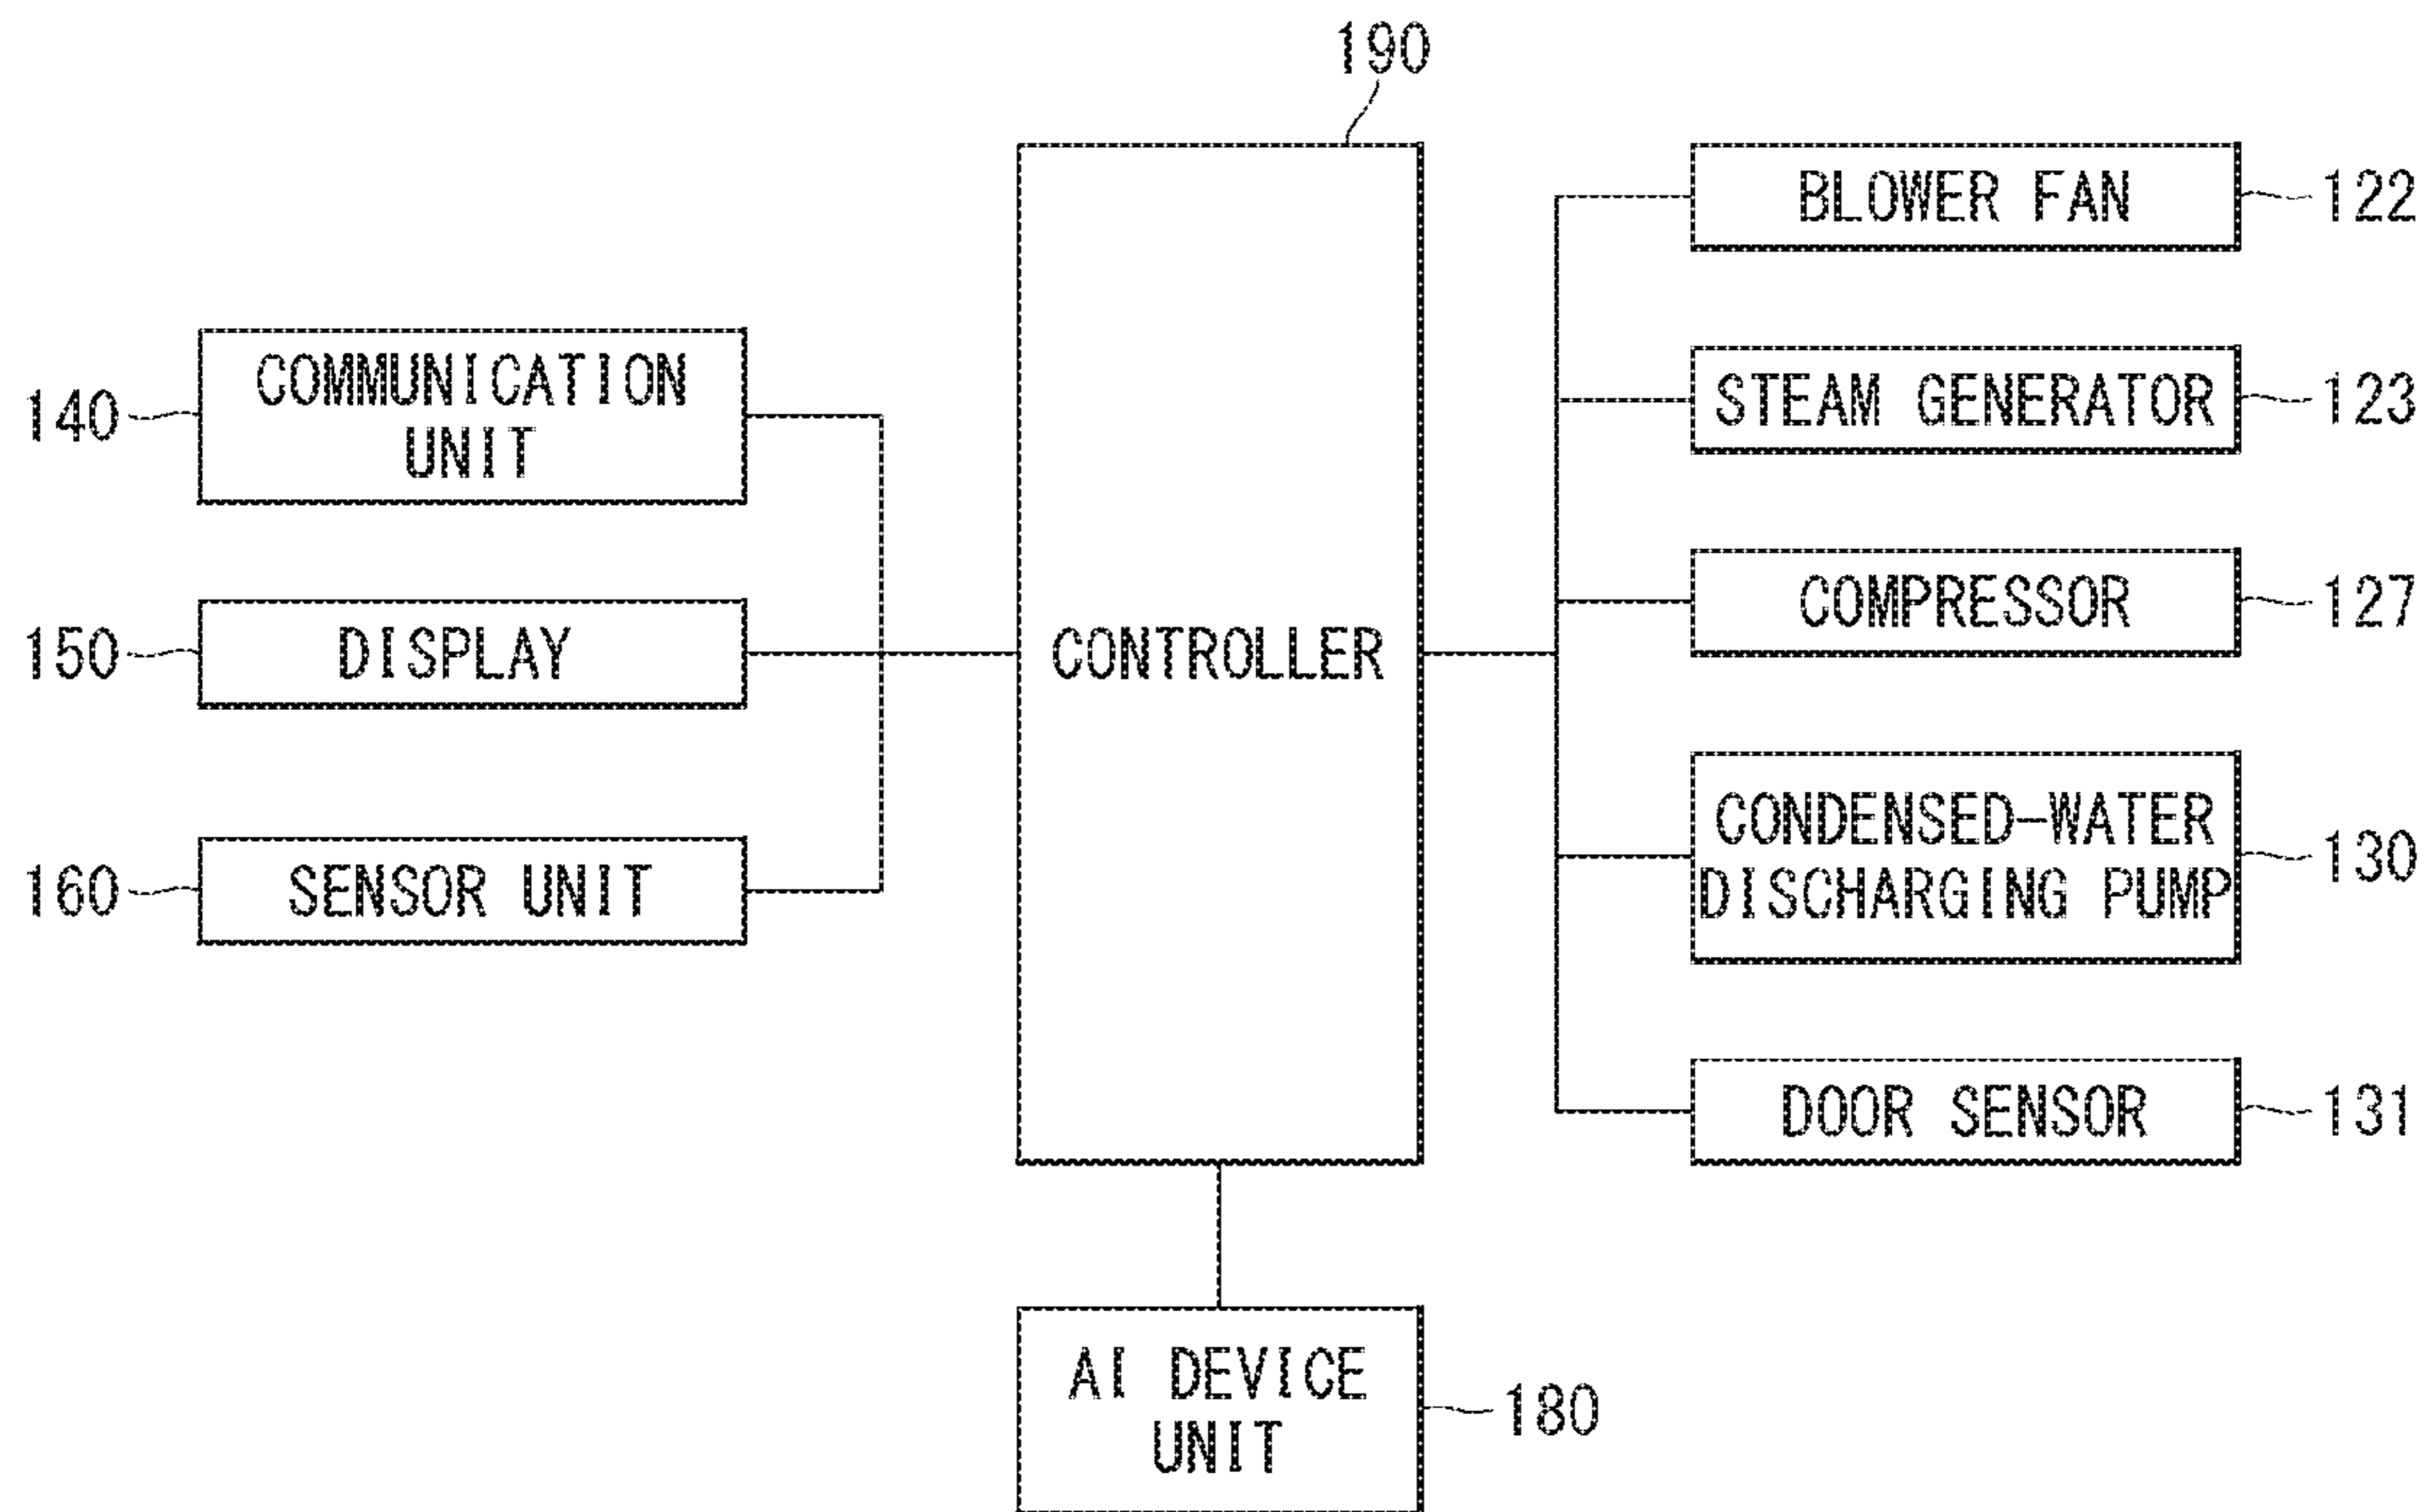 190
BLOWER FAN
122
COMMUNICATION
UNIT
140
STEAM GENERATOR
123
COMPRESSOR
127
150
DISPLAY
CONTROLLER
CONDENSED-WATER
DISCHARGING PUMP
130
160
SENSOR UNIT
DOOR SENSOR
131
AI DEVICE
UNIT
180